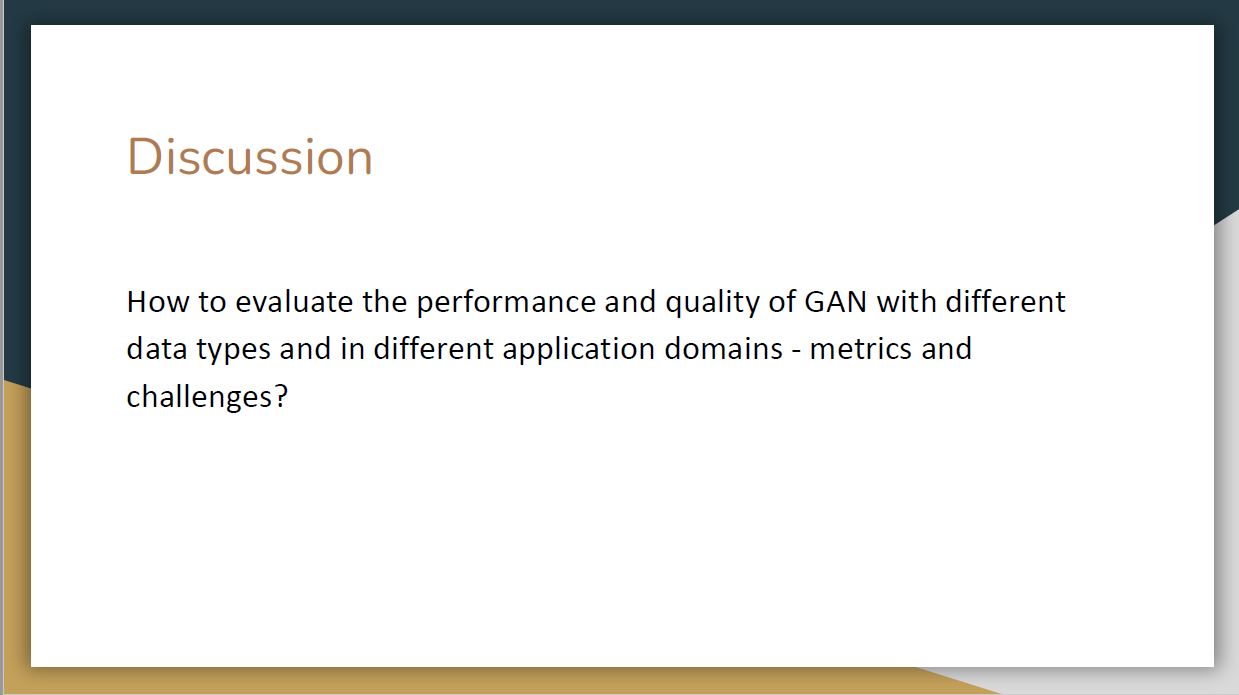 Discussion
How to evaluate the performance and quality of GAN with different
data types and in different application domains - metrics and
challenges?